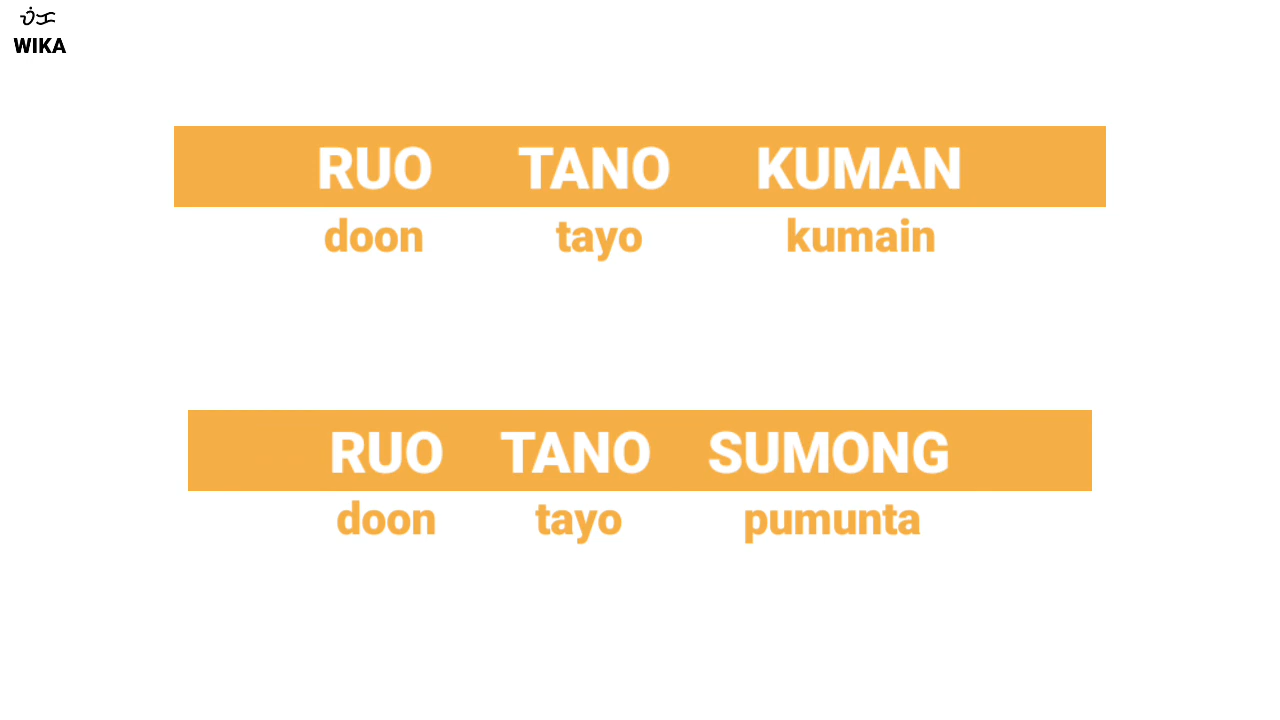 ᜏᜒᜃ
WIKA
RUO TANO KUMAN
doon tayo kumain
RUO TANO SUMONG
doon tayo pumunta